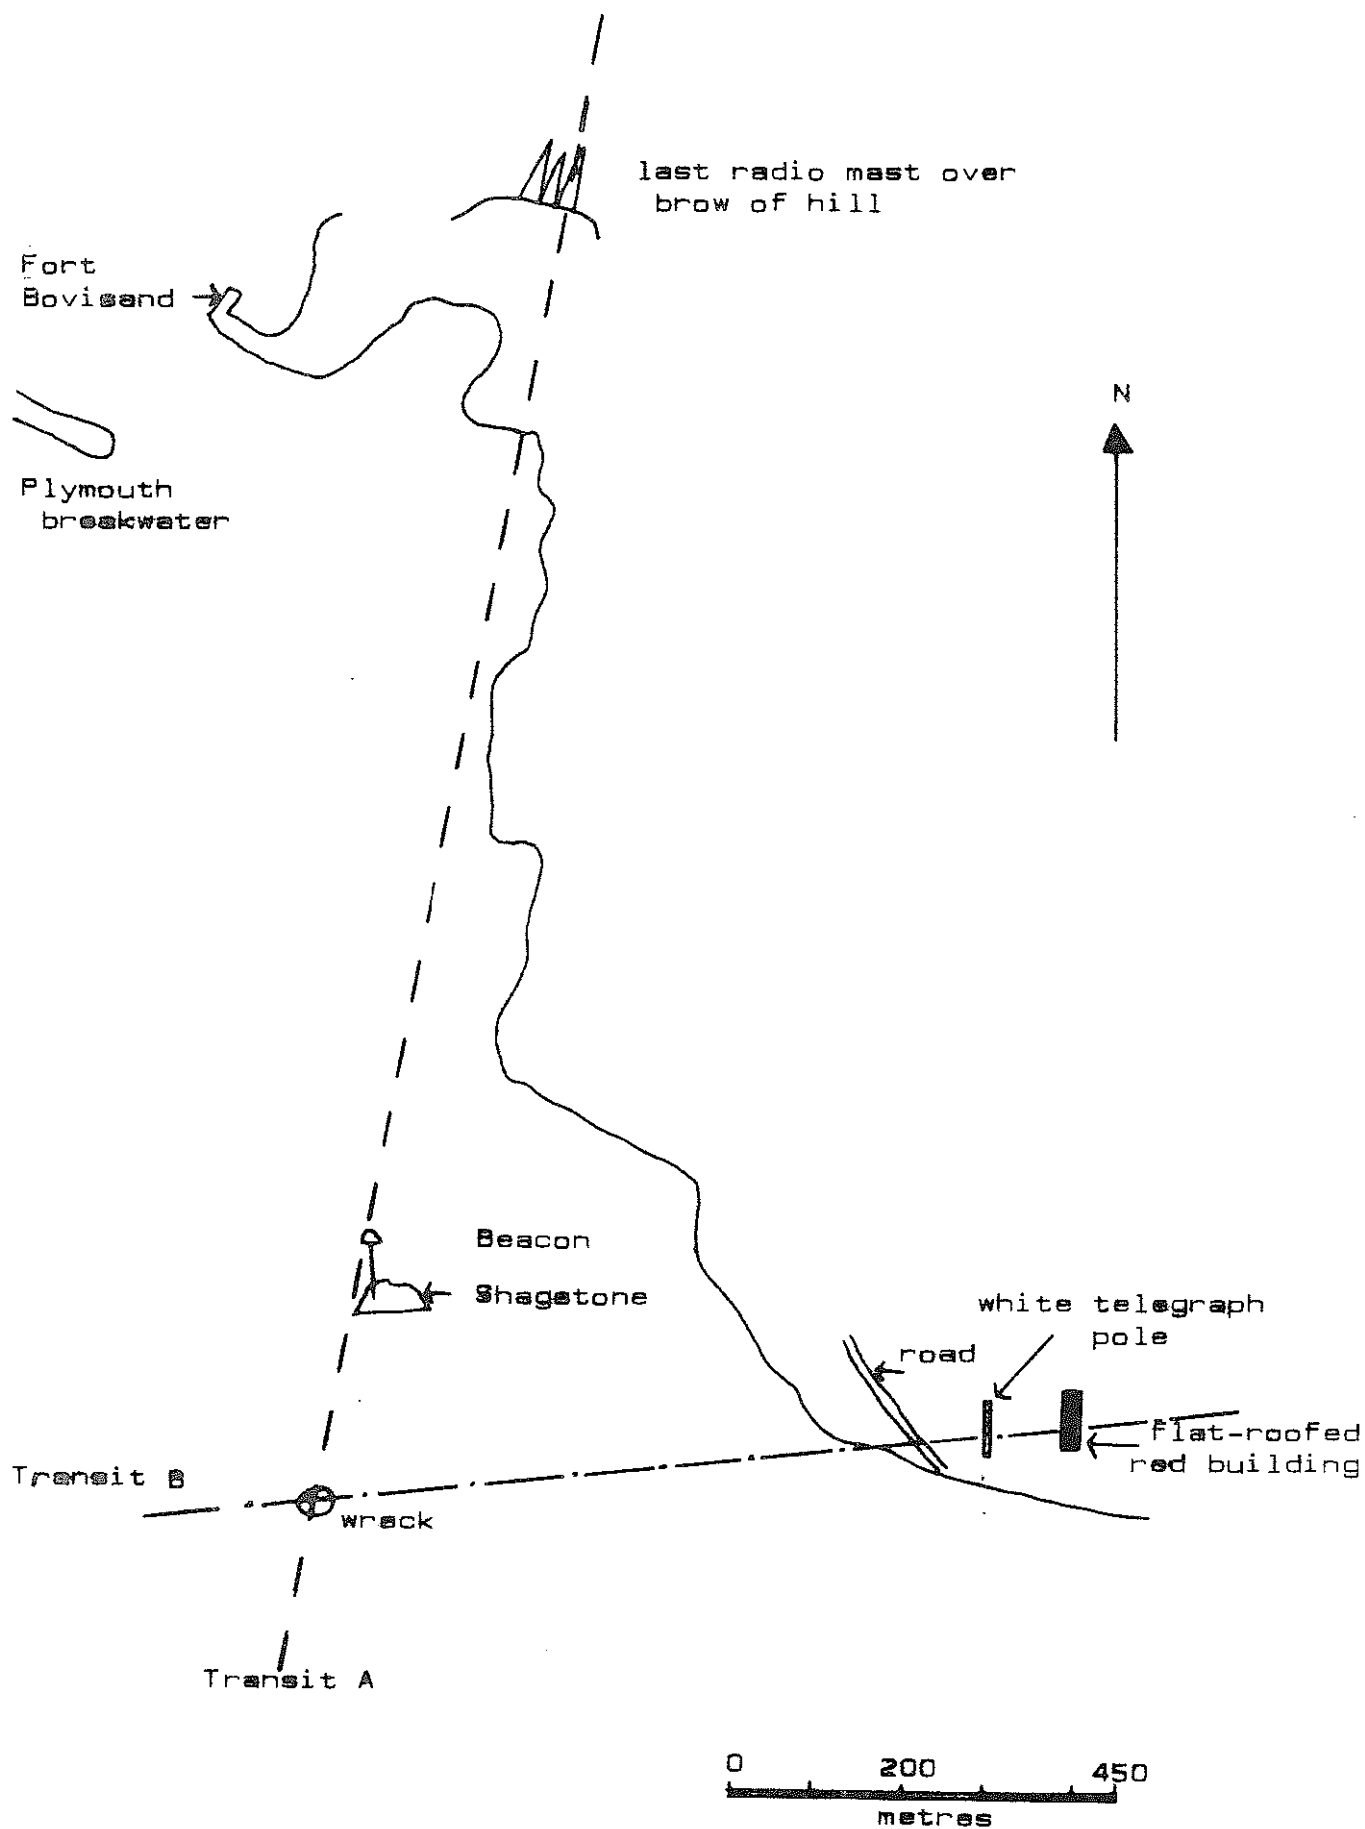 last radio mast over
brow of hill
Fort
Bovisand
N
Plymouth
breakwater
Beacon
Shagstone
white telegraph
pole
road
flat-roofed
red building
Transit B
wreck
Transit A
0 200 450
metres